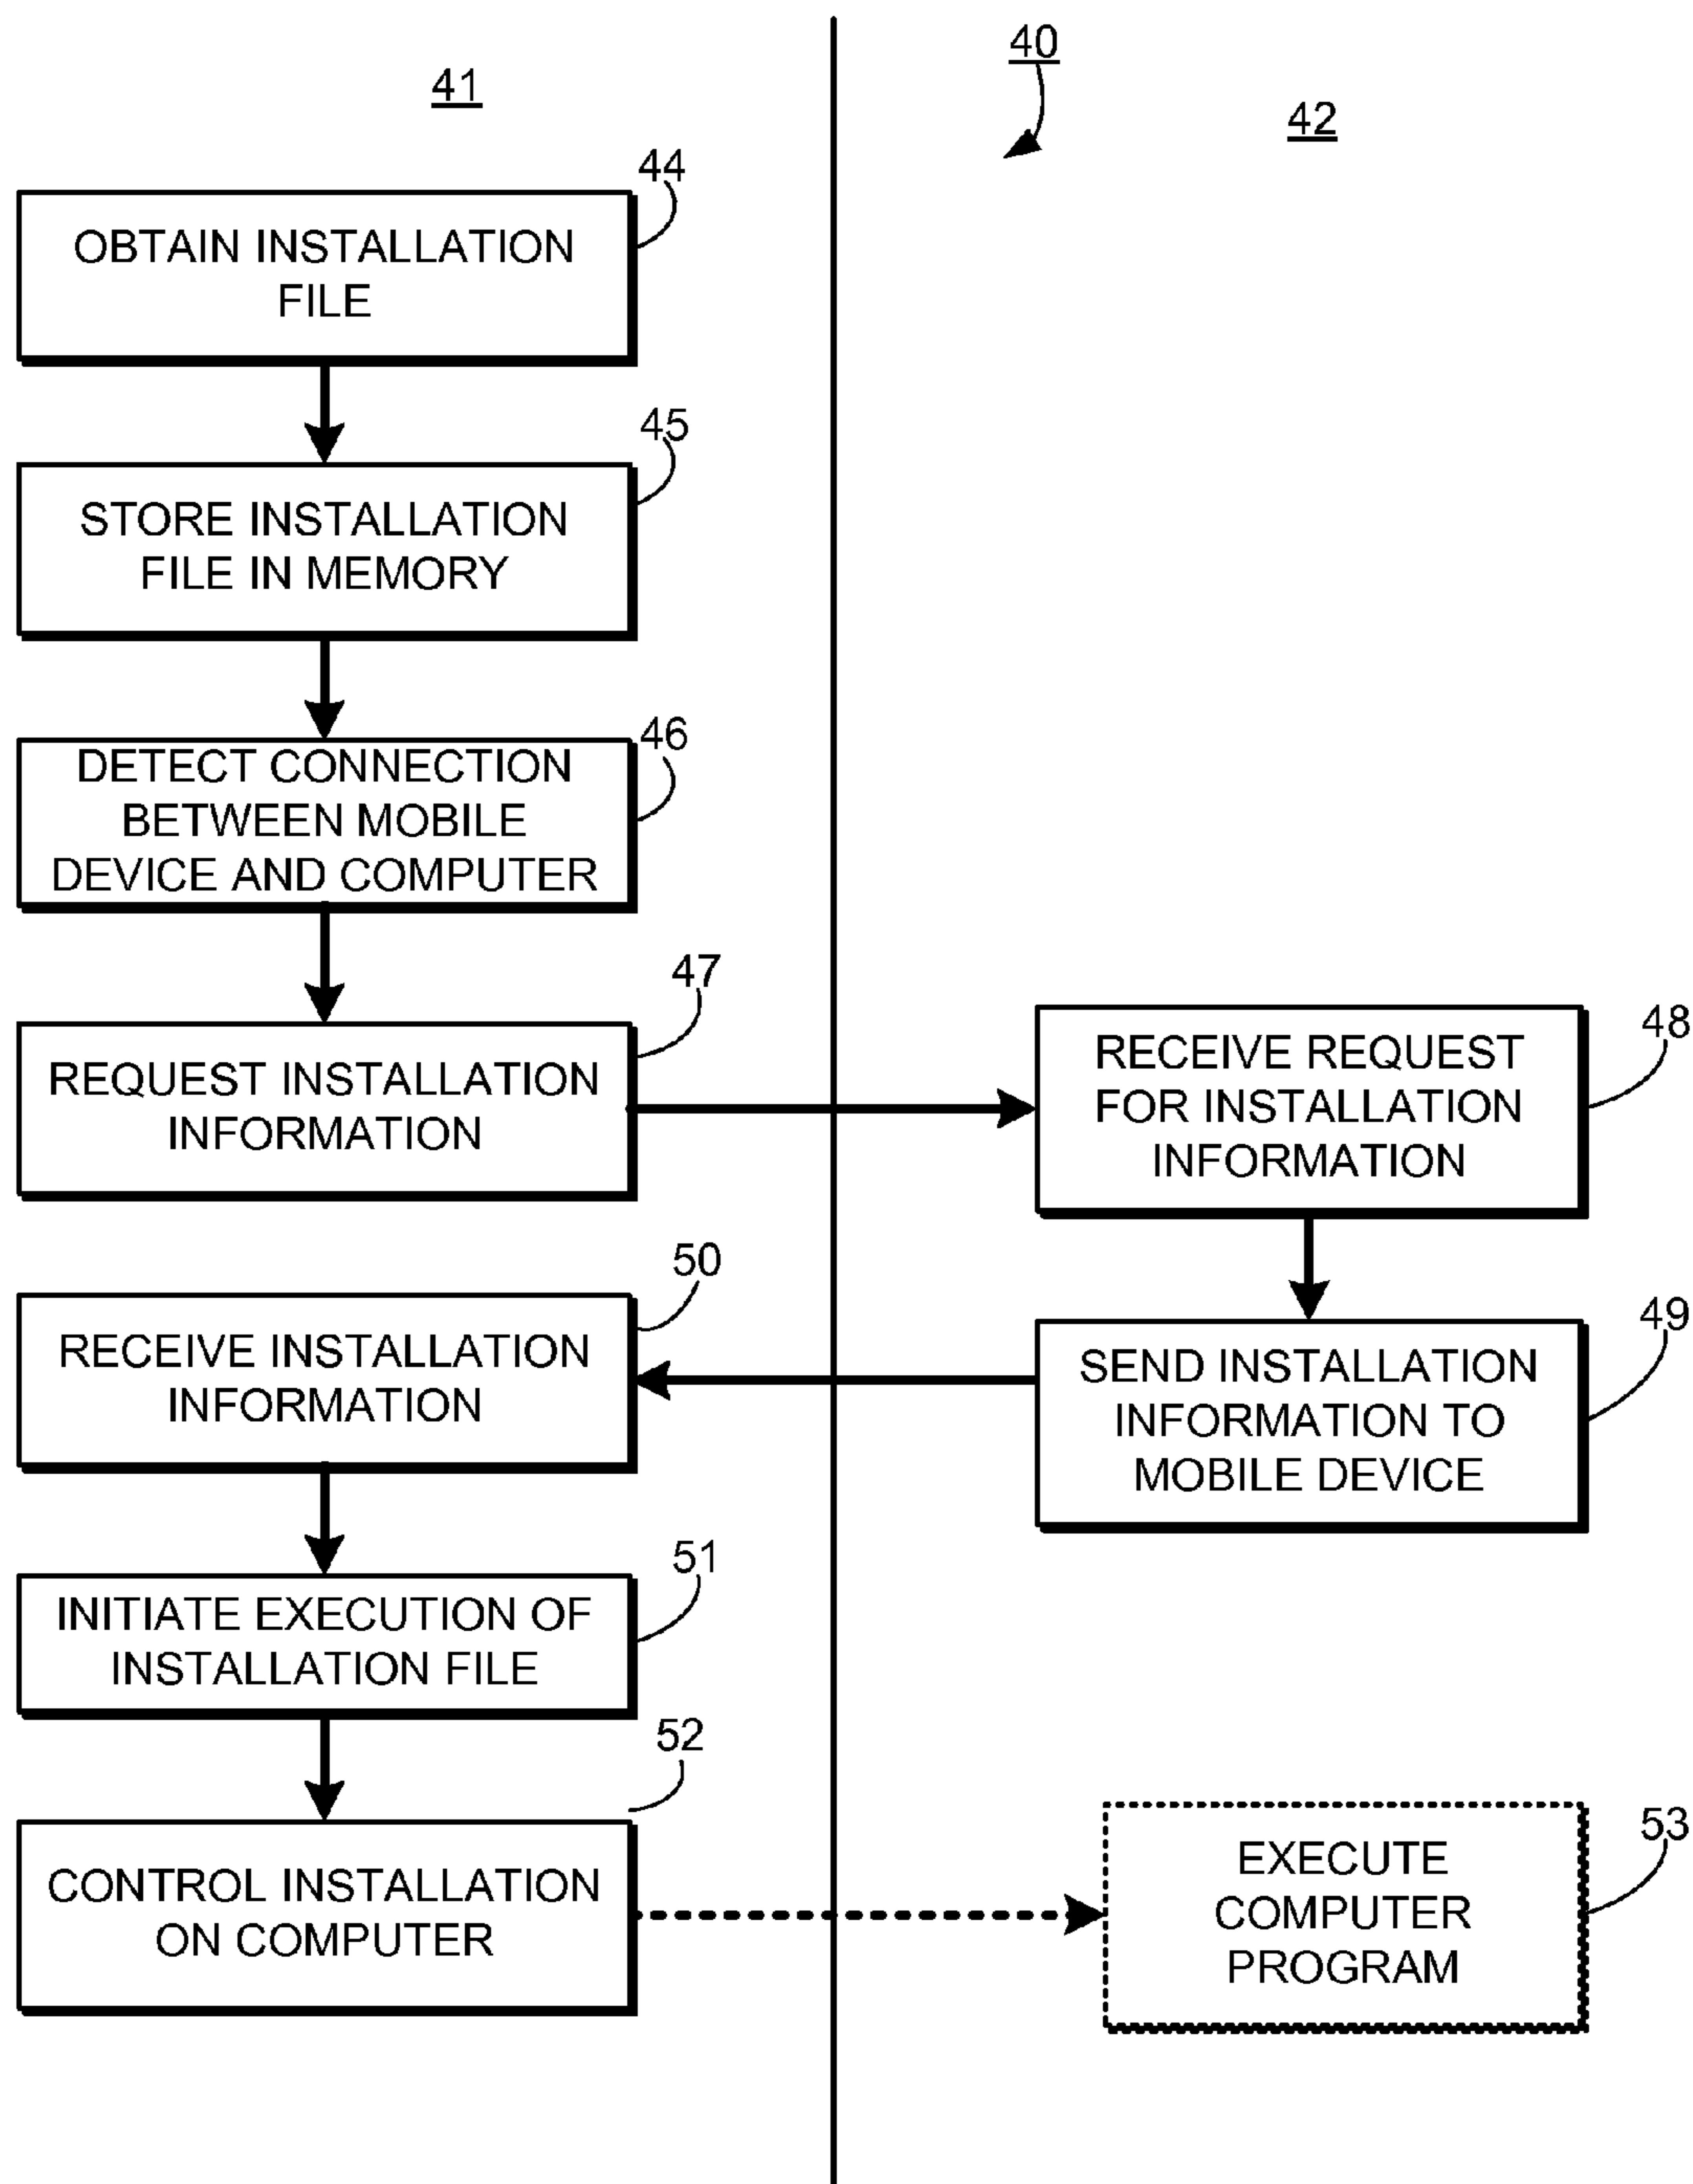 40
41
42
44
OBTAIN INSTALLATION
FILE
45
STORE INSTALLATION
FILE IN MEMORY
46
DETECT CONNECTION
BETWEEN MOBILE
DEVICE AND COMPUTER
47
REQUEST INSTALLATION
INFORMATION
48
RECEIVE REQUEST
FOR INSTALLATION
INFORMATION
49
SEND INSTALLATION
INFORMATION TO
MOBILE DEVICE
50
RECEIVE INSTALLATION
INFORMATION
51
INITIATE EXECUTION OF
INSTALLATION FILE
52
CONTROL INSTALLATION
ON COMPUTER
53
EXECUTE
COMPUTER
PROGRAM